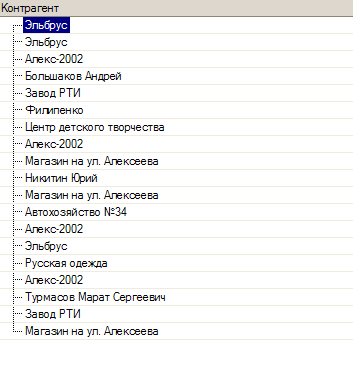 Контрагент
Эльбрус
Эльбрус
Алекс-2002
Большаков Андрей
Завод РТИ
Филипенко
Центр детского творчества
Алекс-2002
Магазин на ул. Алексеева
Никитин Юрий
Магазин на ул. Алексеева
Автохозяйство №34
Алекс-2002
Эльбрус
Русская одежда
Алекс-2002
Турмасов Марат Сергеевич
Завод РТИ
Магазин на ул. Алексеева